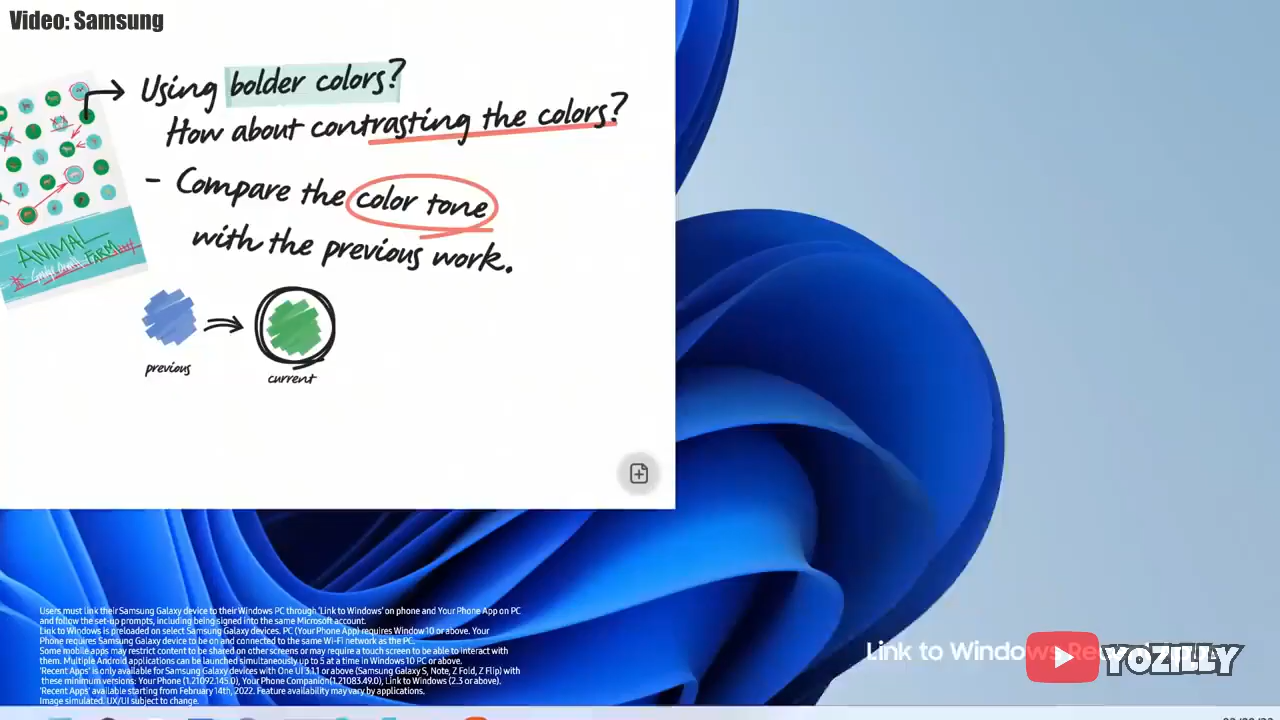 Video: Samsung
Using bolder colors?
How about contrasting the colors?
- Compare the color tone
with the previous work.
ANIMAL
FARM
previous
current
Users must link their Samsung Galaxy device to their Windows PC through 'Link to Windows' on phone and Your Phone App on PC
and follow the set-up prompts, including being signed into the same Microsoft account.
Link to Windows is preloaded on select Samsung Galaxy devices. PC (Your Phone App) requires Window 10 or above. Your
Phone requires Samsung Galaxy device to be on and connected to the same Wi-Fi network as the PC.
Some mobile apps may restrict content to be shared on other screens or may require a touch screen to be able to interact with
them. Multiple Android applications can be launched simultaneously up to 5 at a time in Windows 10 PC or above.
'Recent Apps' is only available for Samsung Galaxy devices with One UI 3.1.1 or above (Samsung Galaxy S, Note, Z Fold, Z Flip) with
these minimum versions: Your Phone (1.21092.145.0), Your Phone Companion (1.21083.49.0), Link to Windows (2.3 or above).
'Recent Apps' available starting from February 14th, 2022. Feature availability may vary by applications.
Image simulated. UX/UI subject to change.
Link to Windows
YOZILLY